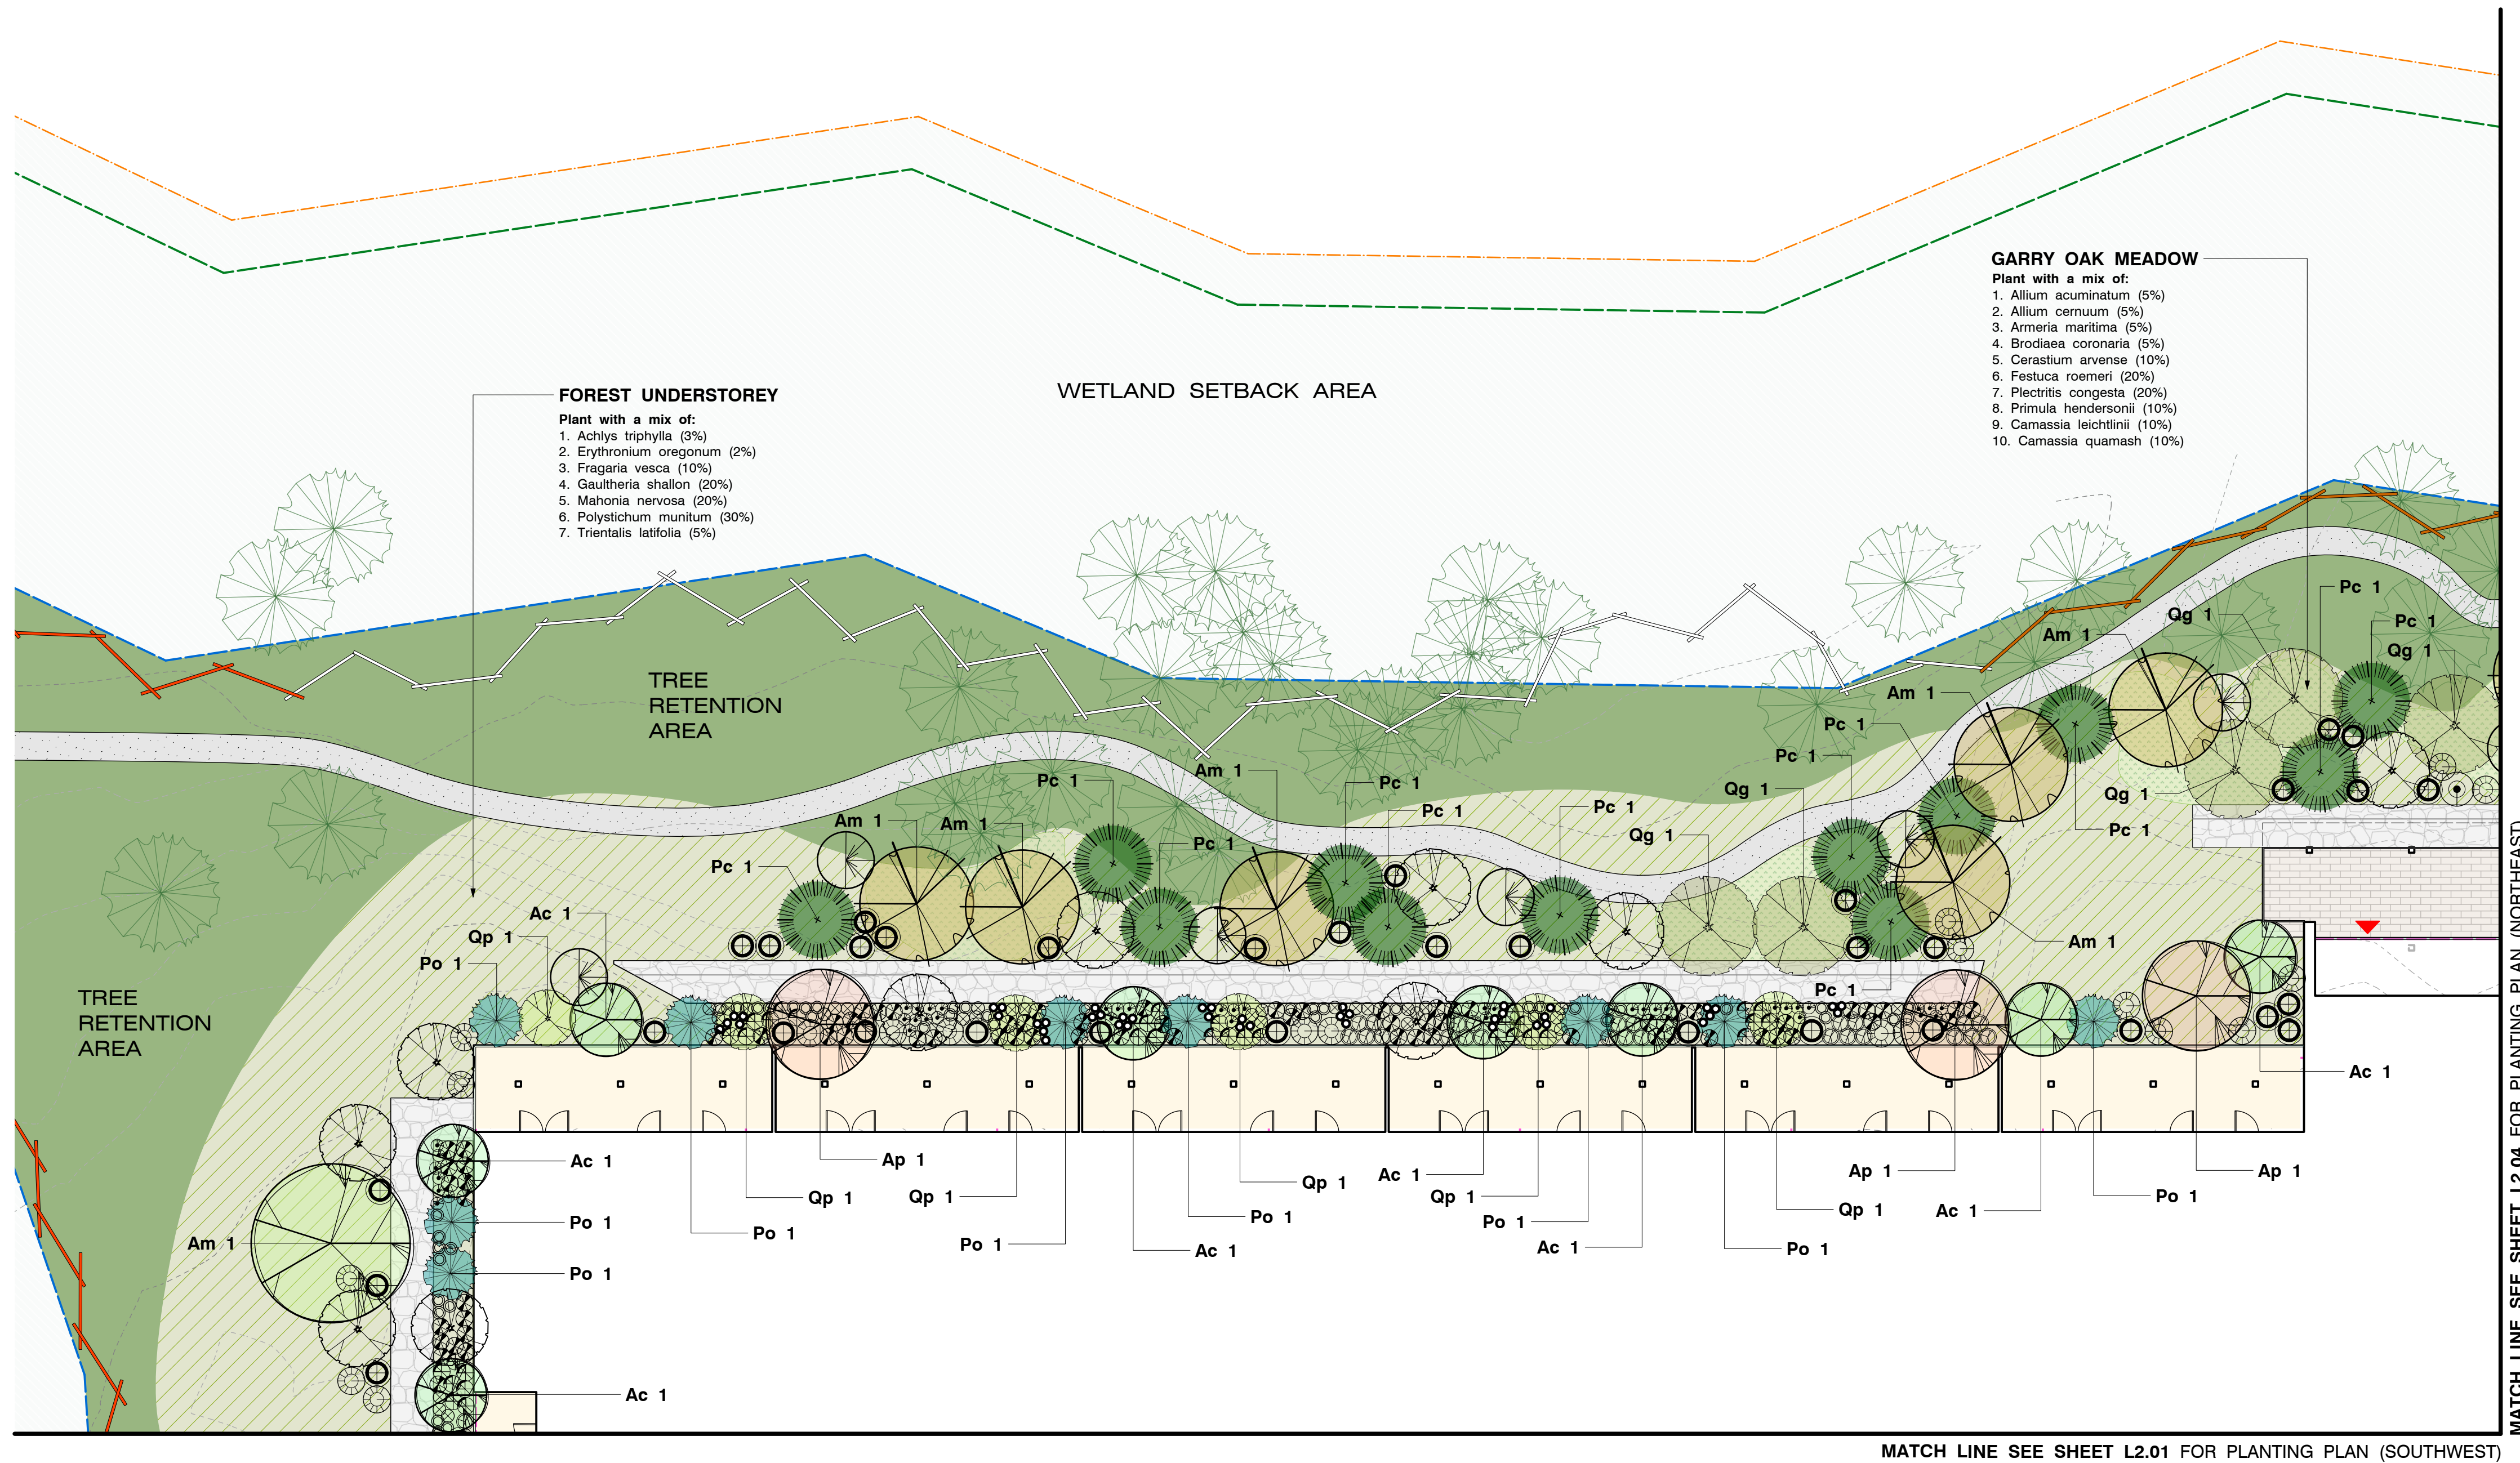 GARRY OAK MEADOW
Plant with a mix of:
1. Allium acuminatum (5%)
2. Allium cernuum (5%)
3. Armeria maritima (5%)
4. Brodiaea coronaria (5%)
5. Cerastium arvense (10%)
6. Festuca roemeri (20%)
7. Plectritis congesta (20%)
8. Primula hendersonii (10%)
9. Camassia leichtlinii (10%)
10. Camassia quamash (10%)
WETLAND SETBACK AREA
FOREST UNDERSTOREY
Plant with a mix of:
1. Achlys triphylla (3%)
2. Erythronium oregonum (2%)
3. Fragaria vesca (10%)
4. Gaultheria shallon (20%)
5. Mahonia nervosa (20%)
6. Polystichum munitum (30%)
7. Trientalis latifolia (5%)
Pc 1
Qg 1
Pc 1
Am 1
Qg 1
TREE
RETENTION
AREA
Am 1
Pc 1
Pc 1
Am 1
Pc 1
Pc 1
Qg 1
Qg 1
Pc 1
Pc 1
Am 1
Am 1
Pc 1
Qg 1
Pc 1
Pc 1
Ac 1
Qp 1
Am 1
Po 1
Pc 1
TREE
RETENTION
AREA
Ac 1
Ac 1
Ap 1
Ac 1
Ap 1
Ap 1
Qp 1
Qp 1
Qp 1
Qp 1
Po 1
Po 1
Po 1
Po 1
Qp 1
Ac 1
Po 1
Po 1
Am 1
Po 1
Ac 1
Ac 1
Po 1
Po 1
Ac 1
MATCH LINE SEE SHEET L2.04 FOR PLANTING PLAN (NORTHEAST)
MATCH LINE SEE SHEET L2.01 FOR PLANTING PLAN (SOUTHWEST)